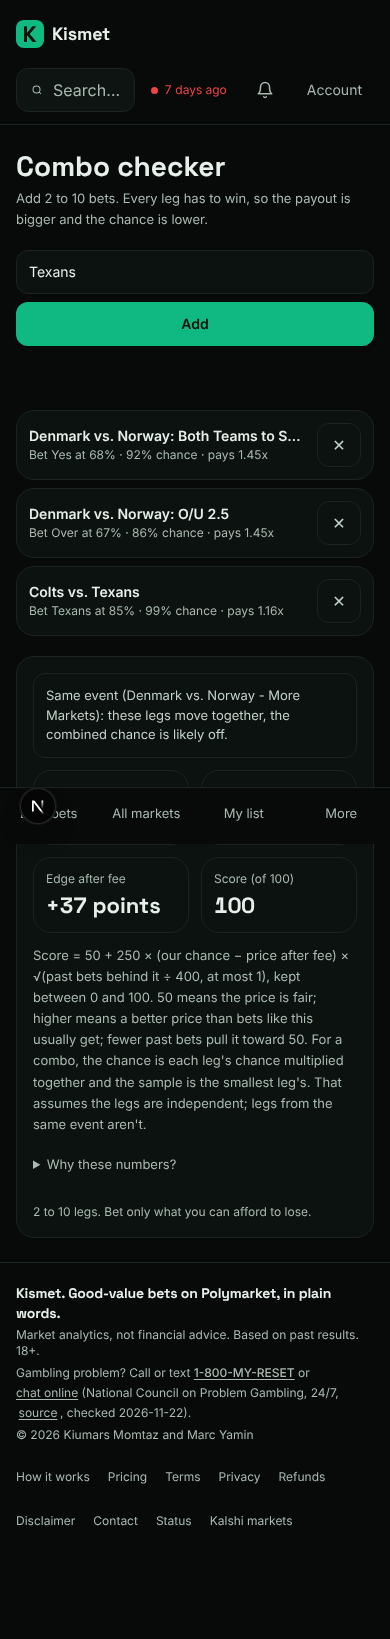 Kismet
Search...
7 days ago
Account
Combo checker
Add 2 to 10 bets. Every leg has to win, so the payout is
bigger and the chance is lower.
Texans
Add
Denmark vs. Norway: Both Teams to S...
Bet Yes at 68% · 92% chance · pays 1.45x
✕
Denmark vs. Norway: O/U 2.5
Bet Over at 67% · 86% chance · pays 1.45x
✕
Colts vs. Texans
Bet Texans at 85% · 99% chance · pays 1.16x
✕
Same event (Denmark vs. Norway - More
Markets): these legs move together, the
combined chance is likely off.
N
bets
All markets
My list
More
Edge after fee
+37 points
Score (of 100)
100
Score = 50 + 250 × (our chance − price after fee) ×
√(past bets behind it ÷ 400, at most 1), kept
between 0 and 100. 50 means the price is fair;
higher means a better price than bets like this
usually get; fewer past bets pull it toward 50. For a
combo, the chance is each leg's chance multiplied
together and the sample is the smallest leg's. That
assumes the legs are independent; legs from the
same event aren't.
Why these numbers?
2 to 10 legs. Bet only what you can afford to lose.
Kismet. Good-value bets on Polymarket, in plain
words.
Market analytics, not financial advice. Based on past results.
18+.
Gambling problem? Call or text 1-800-MY-RESET or
chat online (National Council on Problem Gambling, 24/7,
source , checked 2026-11-22).
© 2026 Kiumars Momtaz and Marc Yamin
How it works
Pricing
Terms
Privacy
Refunds
Disclaimer
Contact
Status
Kalshi markets